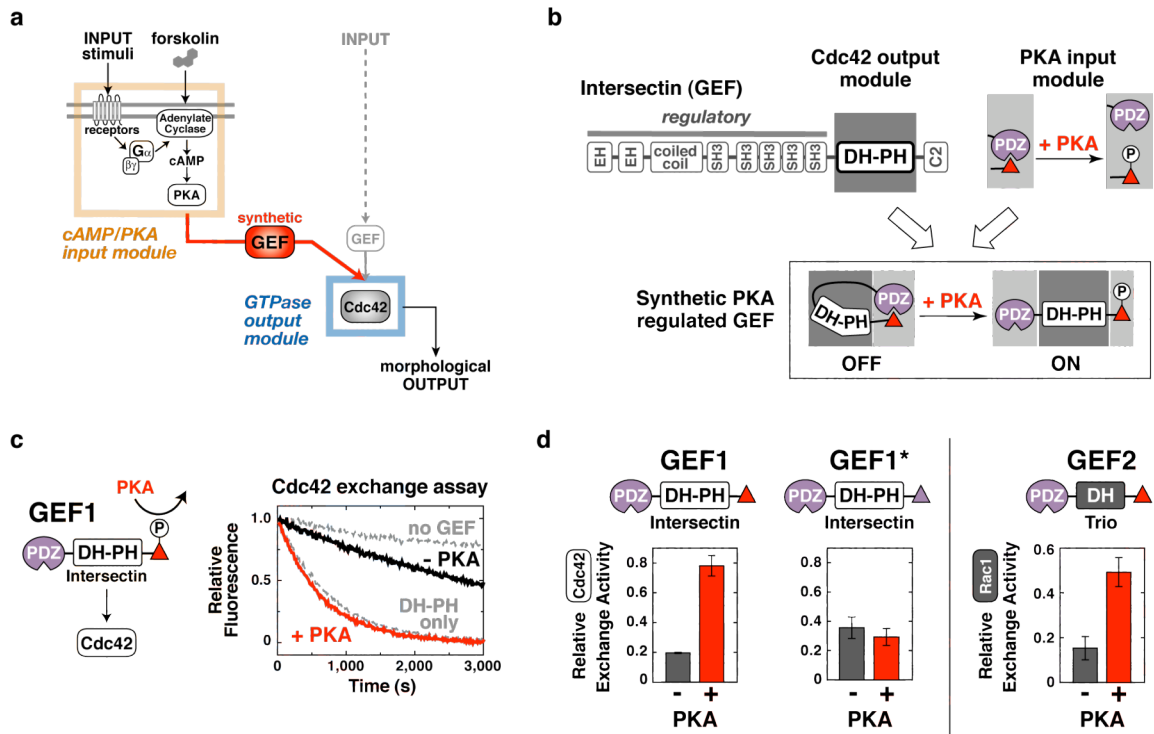 a
INPUT
stimuli
forskolin
INPUT
receptors
Adenylate
Cyclase
Gα
βγ
cAMP
PKA
cAMP/PKA
input module
synthetic
GEF
GEF
GTPase
output
module
Cdc42
morphological
OUTPUT
b
Cdc42 output
module
PKA input
module
Intersectin (GEF)
regulatory
EH
EH
coiled
coil
SH3
SH3
SH3
SH3
SH3
DH-PH
C2
PDZ
+ PKA
PDZ
P
Synthetic PKA
regulated GEF
DH-PH
PDZ
+ PKA
PDZ
DH-PH
P
OFF
ON
c
PKA
GEF1
P
PDZ
DH-PH
Intersectin
Cdc42
Cdc42 exchange assay
Relative
Fluorescence
1.0
0.5
0
no GEF
- PKA
DH-PH
only
+ PKA
0
1,000
2,000
3,000
Time (s)
d
GEF1
PDZ
DH-PH
Intersectin
Relative Cdc42
Exchange Activity
0.8
0.6
0.4
0.2
0
- +
PKA
GEF1*
PDZ
DH-PH
Intersectin
0.8
0.6
0.4
0.2
0
- +
PKA
GEF2
PDZ
DH
Trio
Relative Rac1
Exchange Activity
0.6
0.4
0.2
0
- +
PKA